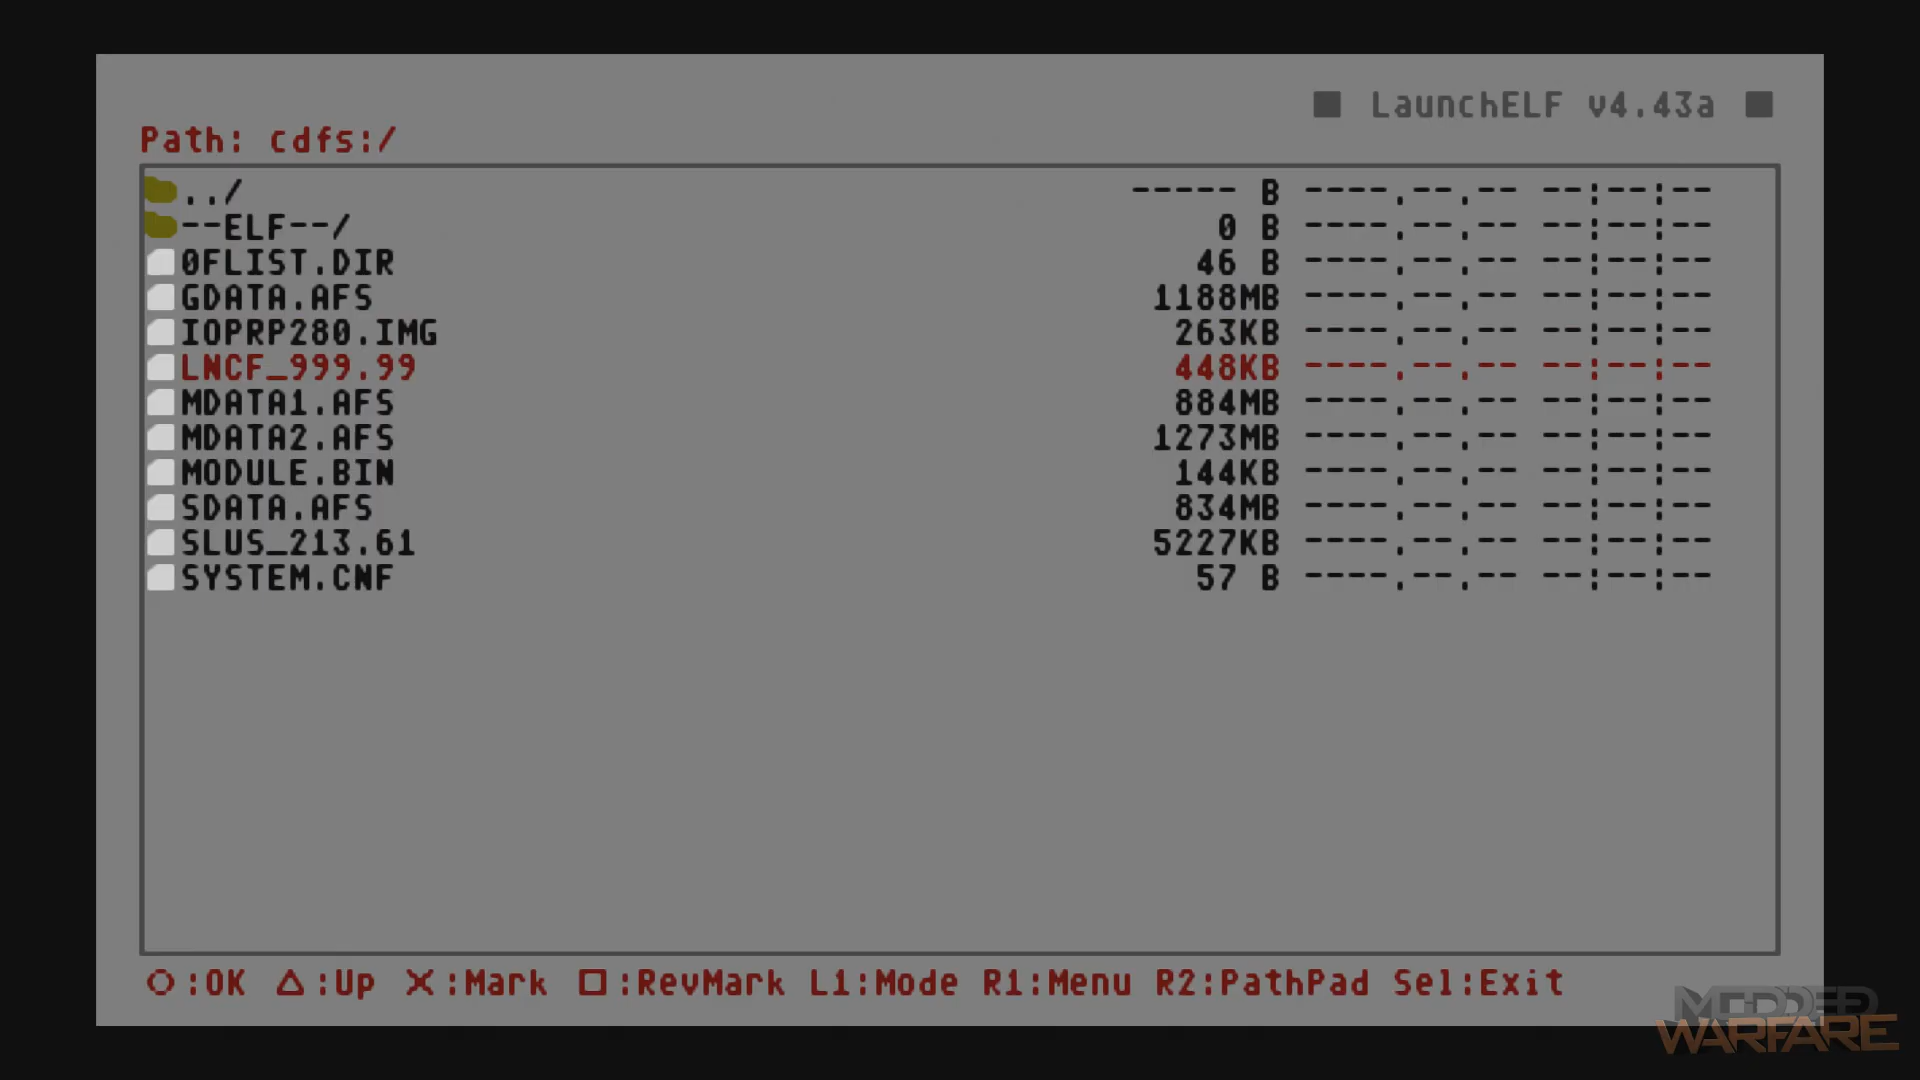 LaunchELF v4.43a
Path: cdfs:/
../ ----- B ----.--.-- --:--:--
--ELF--/ 0 B ----.--.-- --:--:--
0FLIST.DIR 46 B ----.--.-- --:--:--
GDATA.AFS 1188MB ----.--.-- --:--:--
IOPRP280.IMG 263KB ----.--.-- --:--:--
LNCF_999.99 448KB ----.--.-- --:--:--
MDATA1.AFS 884MB ----.--.-- --:--:--
MDATA2.AFS 1273MB ----.--.-- --:--:--
MODULE.BIN 144KB ----.--.-- --:--:--
SDATA.AFS 834MB ----.--.-- --:--:--
SLUS_213.61 5227KB ----.--.-- --:--:--
SYSTEM.CNF 57 B ----.--.-- --:--:--
○:OK △:Up ✕:Mark □:RevMark L1:Mode R1:Menu R2:PathPad Sel:Exit
MODDED
WARFARE